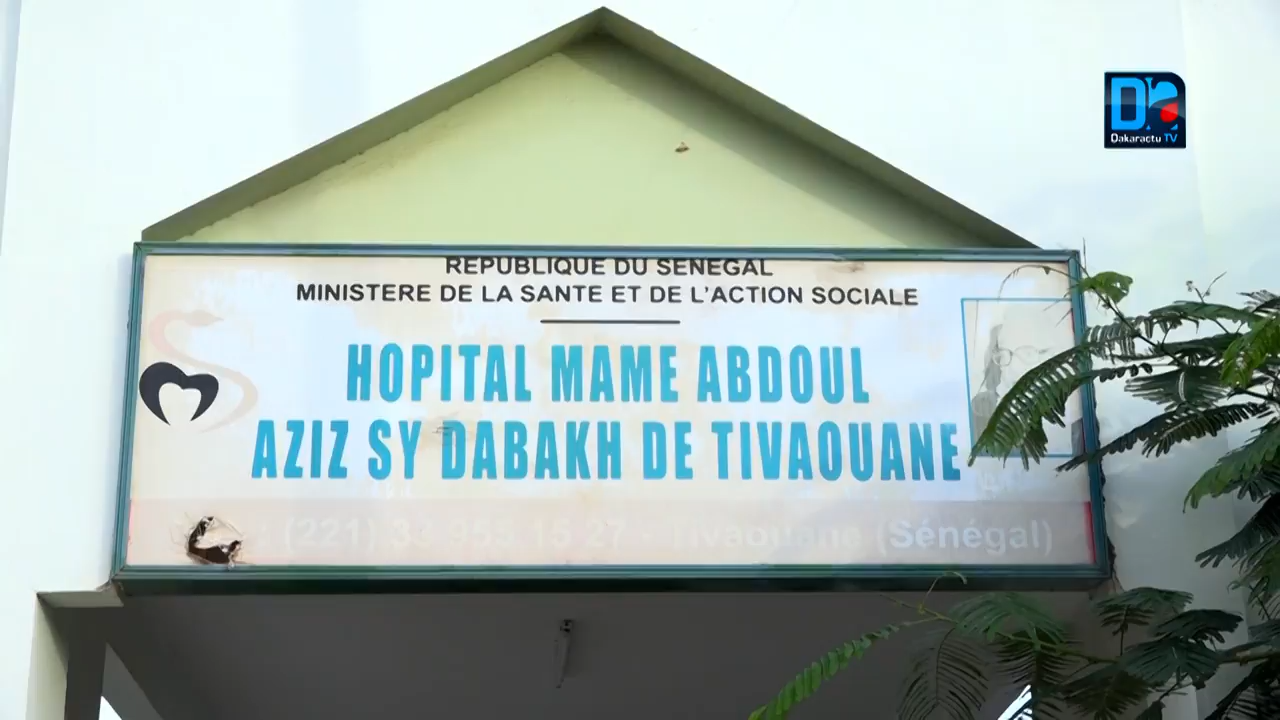 REPUBLIQUE DU SENEGAL
MINISTERE DE LA SANTE ET DE L'ACTION SOCIALE
HOPITAL MAME ABDOUL
AZIZ SY DABAKH DE TIVAOUANE
(221) 33 955 15 27 - Tivaouane (Sénégal)
Dakaractu TV